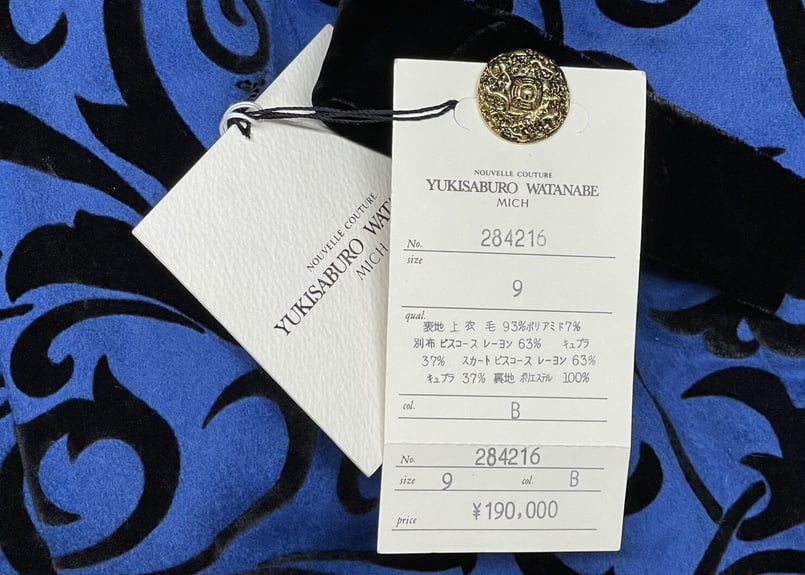 NOUVELLE COUTURE
YUKISABURO WATANABE
MICH
No. 284216
size
9
qual.
表地 上衣 毛 93%ポリアミド7%
別布 ビスコース レーヨン 63% キュプラ
37% スカート ビスコース レーヨン 63%
キュプラ 37% 裏地 ポリエステル 100%
col. B
No. 284216
size 9 col. B
price ¥190,000
NOUVELLE COUTURE
YUKISABURO WAT
MICH